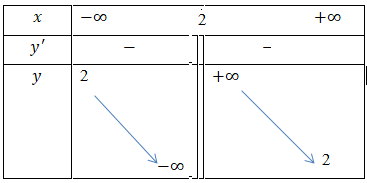 x −∞ 2 +∞
y′ − −
y 2 +∞
−∞ 2